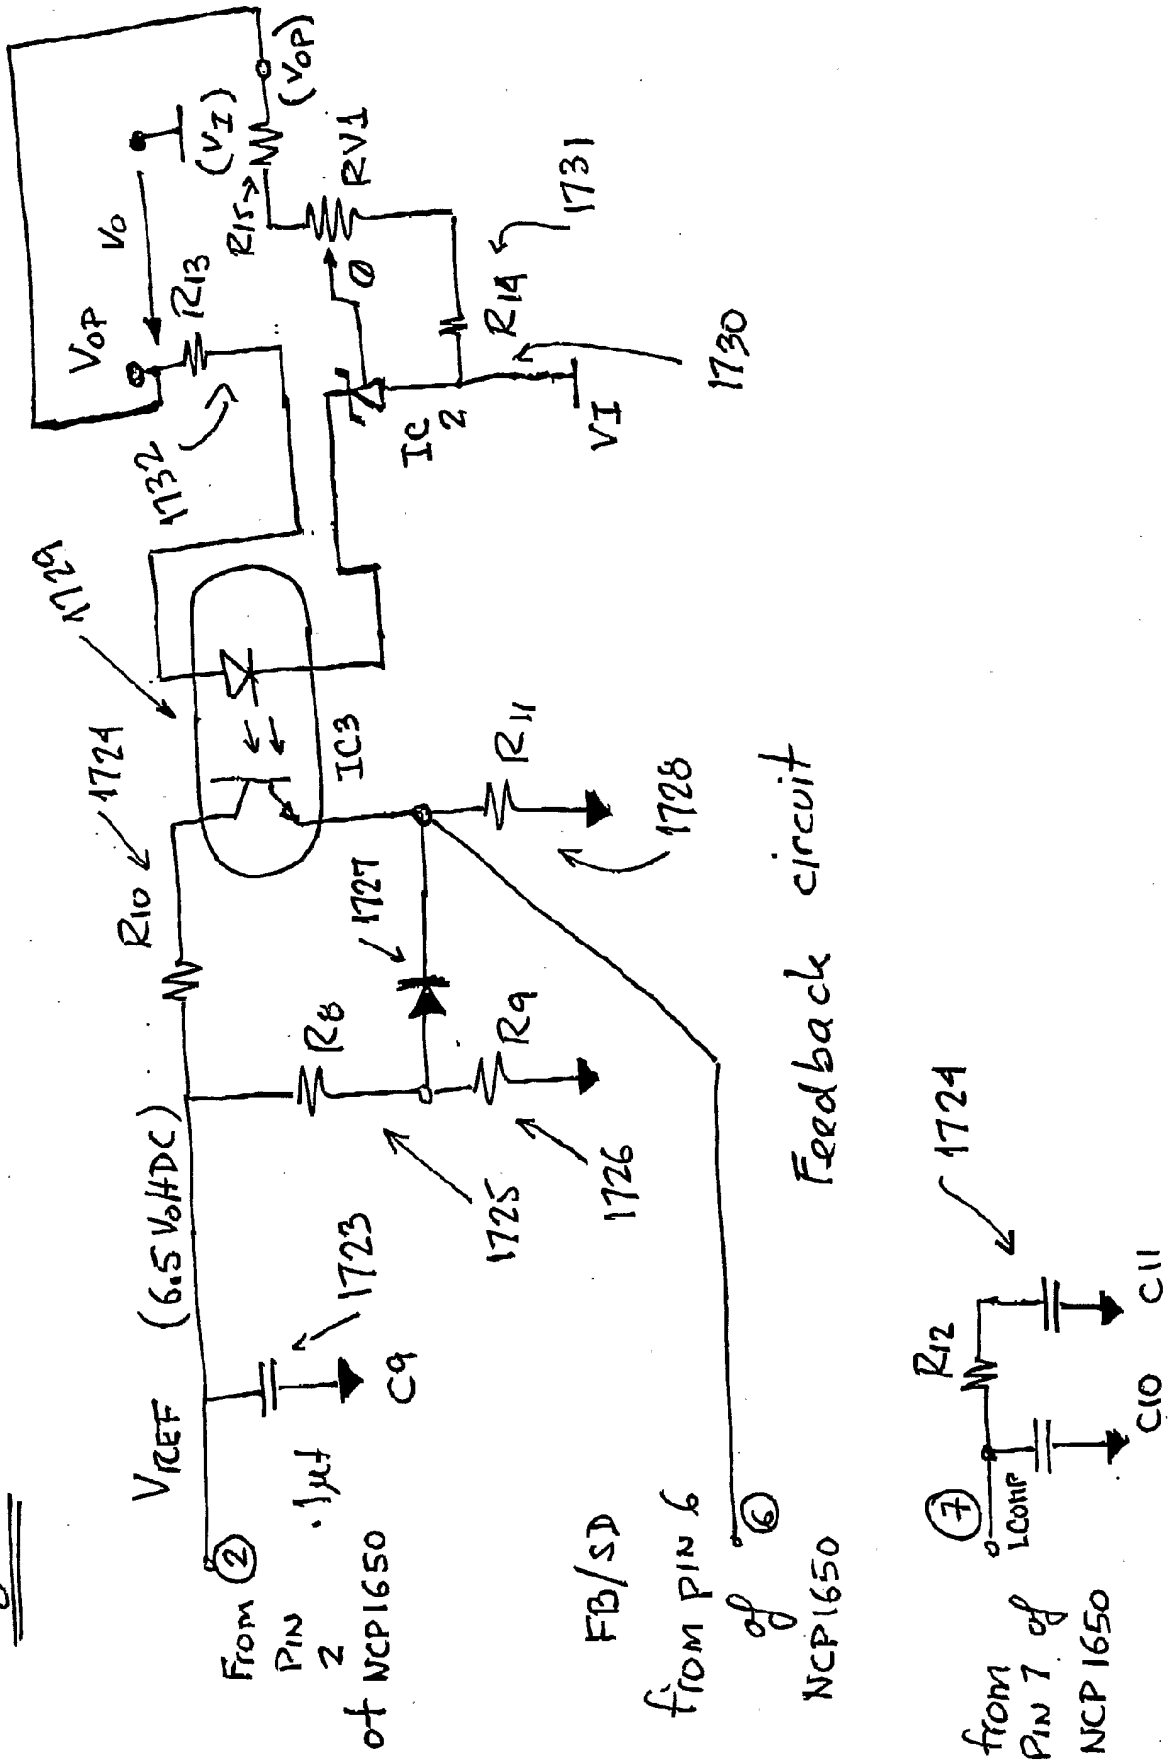 VREF (6.5 VoltDC)
R10
1724
1729
1732
VOP
Vo
R13
(VI)
R15
(VOP)
RV1
Ø
R14
1731
1730
VI
IC
2
IC3
R11
1728
1727
R8
R9
1725
1726
1723
C9
.1µf
②
From
PIN
2
of NCP1650
FB/SD
from PIN 6
of
NCP1650
⑥
Feedback circuit
from
PIN 7 of
NCP 1650
⑦
LCOMP
R12
1724
C10
C11